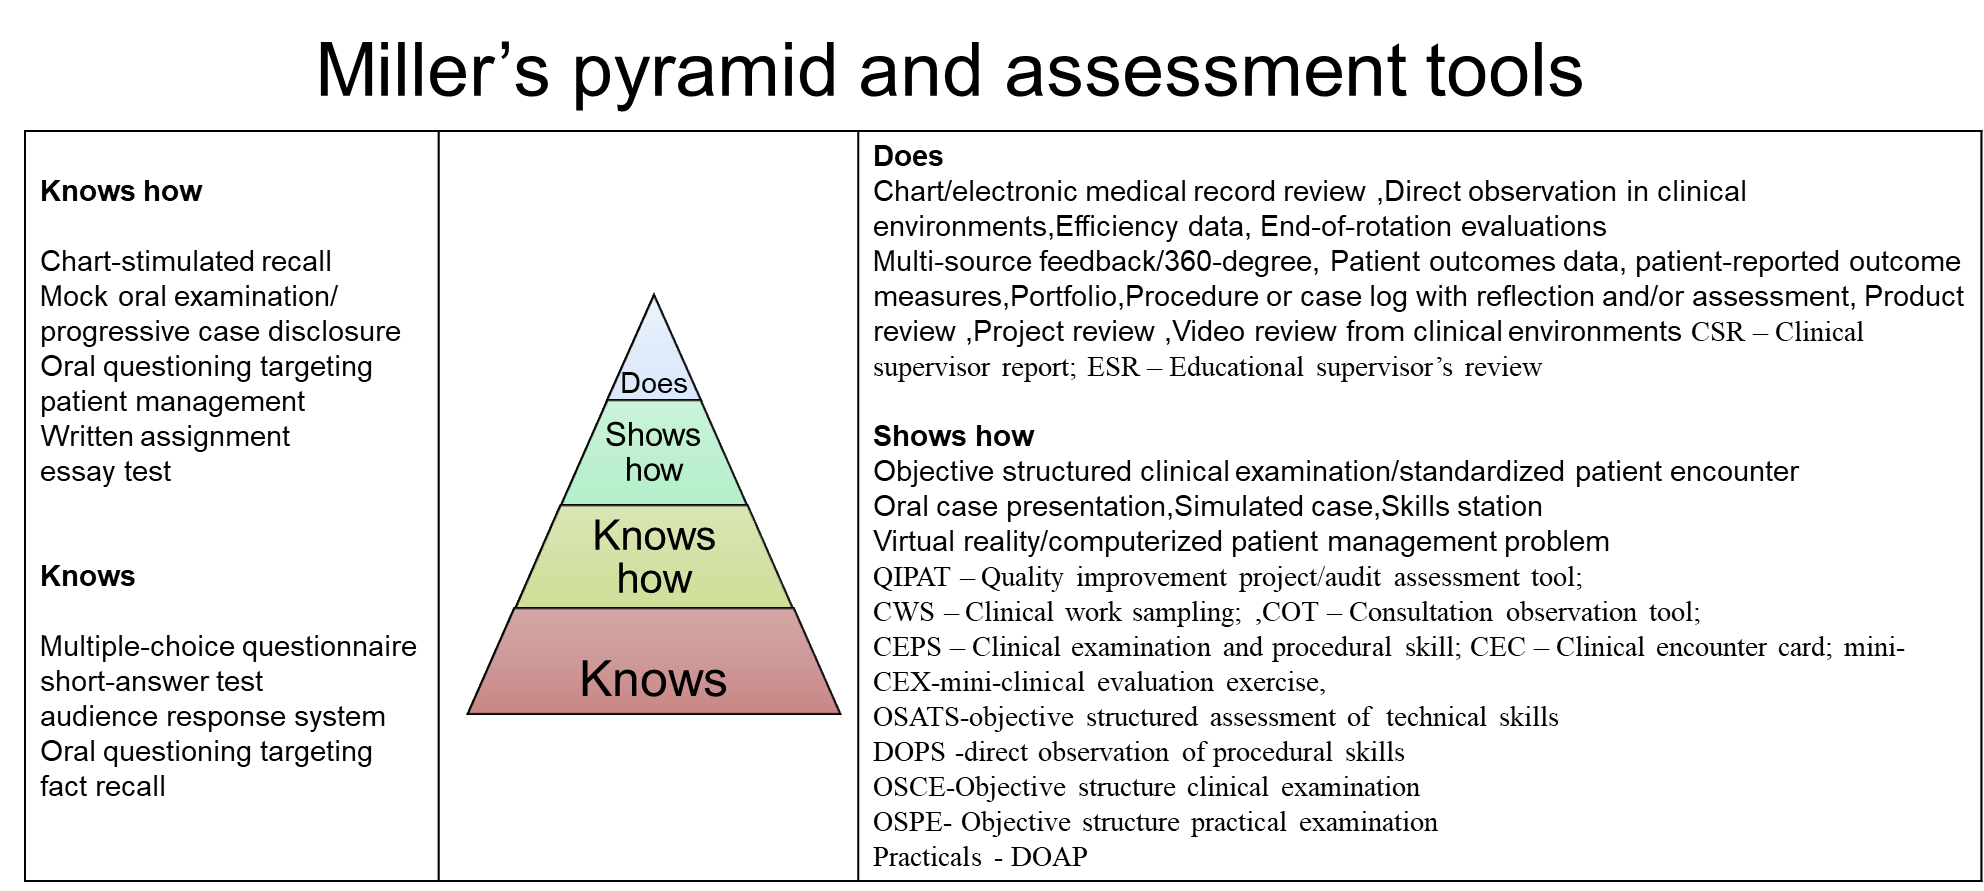 Miller’s pyramid and assessment tools
Knows how
Chart-stimulated recall
Mock oral examination/
progressive case disclosure
Oral questioning targeting
patient management
Written assignment
essay test
Knows
Multiple-choice questionnaire
short-answer test
audience response system
Oral questioning targeting
fact recall
Does
Shows
how
Knows
how
Knows
Does
Chart/electronic medical record review ,Direct observation in clinical
environments,Efficiency data, End-of-rotation evaluations
Multi-source feedback/360-degree, Patient outcomes data, patient-reported outcome
measures,Portfolio,Procedure or case log with reflection and/or assessment, Product
review ,Project review ,Video review from clinical environments CSR – Clinical
supervisor report; ESR – Educational supervisor’s review
Shows how
Objective structured clinical examination/standardized patient encounter
Oral case presentation,Simulated case,Skills station
Virtual reality/computerized patient management problem
QIPAT – Quality improvement project/audit assessment tool;
CWS – Clinical work sampling; ,COT – Consultation observation tool;
CEPS – Clinical examination and procedural skill; CEC – Clinical encounter card; mini-
CEX-mini-clinical evaluation exercise,
OSATS-objective structured assessment of technical skills
DOPS -direct observation of procedural skills
OSCE-Objective structure clinical examination
OSPE- Objective structure practical examination
Practicals - DOAP